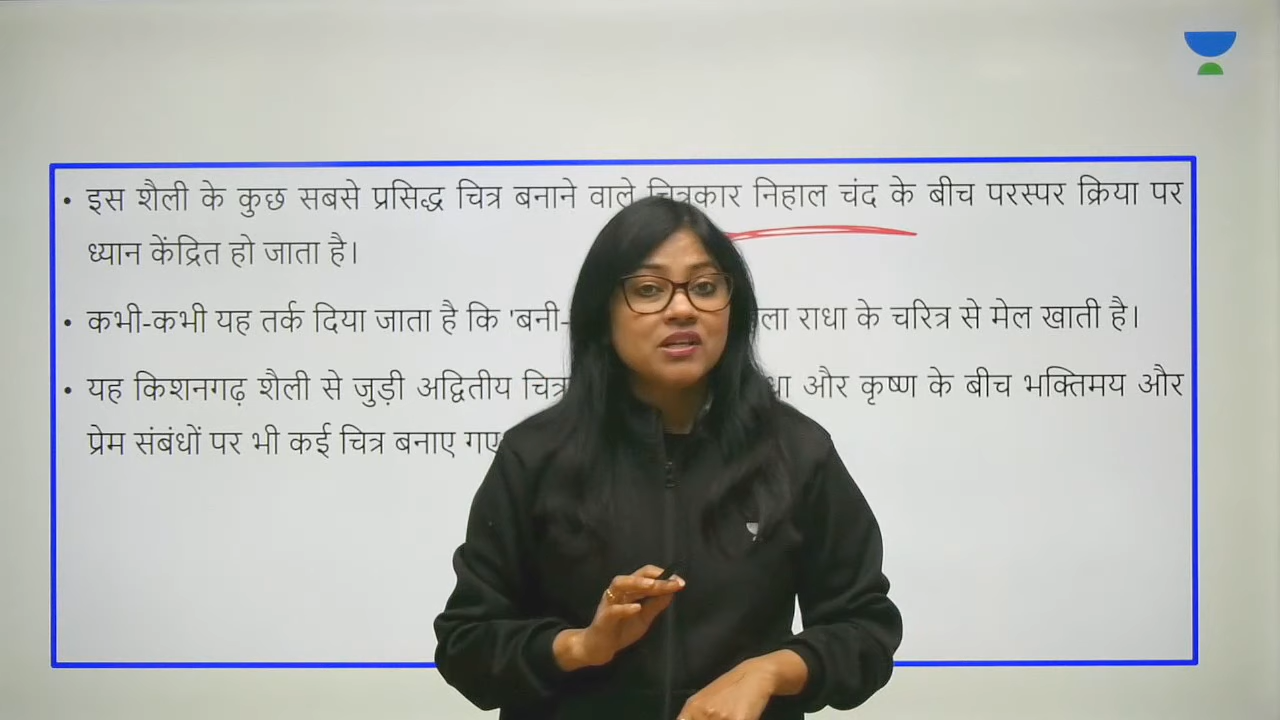 • इस शैली के कुछ सबसे प्रसिद्ध चित्र बनाने वाले चित्रकार निहाल चंद के बीच परस्पर क्रिया पर
ध्यान केंद्रित हो जाता है।
• कभी-कभी यह तर्क दिया जाता है कि 'बनी- राधा के चरित्र से मेल खाती है।
• यह किशनगढ़ शैली से जुड़ी अद्वितीय और कृष्ण के बीच भक्तिमय और
प्रेम संबंधों पर भी कई चित्र बनाए गए